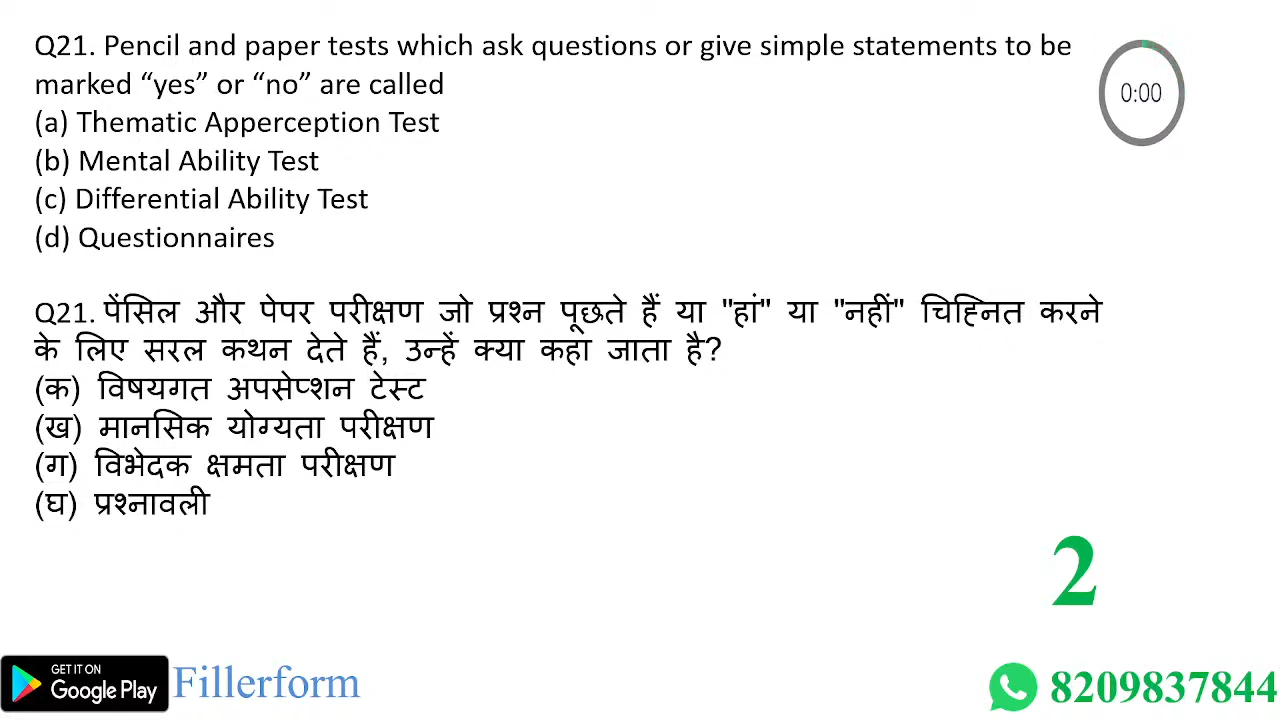 Q21. Pencil and paper tests which ask questions or give simple statements to be
marked “yes” or “no” are called
(a) Thematic Apperception Test
(b) Mental Ability Test
(c) Differential Ability Test
(d) Questionnaires
0:00
Q21. पेंसिल और पेपर परीक्षण जो प्रश्न पूछते हैं या "हां" या "नहीं" चिह्नित करने
के लिए सरल कथन देते हैं, उन्हें क्या कहा जाता है?
(क) विषयगत अपसेप्शन टेस्ट
(ख) मानसिक योग्यता परीक्षण
(ग) विभेदक क्षमता परीक्षण
(घ) प्रश्नावली
2
GET IT ON
Google Play
Fillerform
8209837844